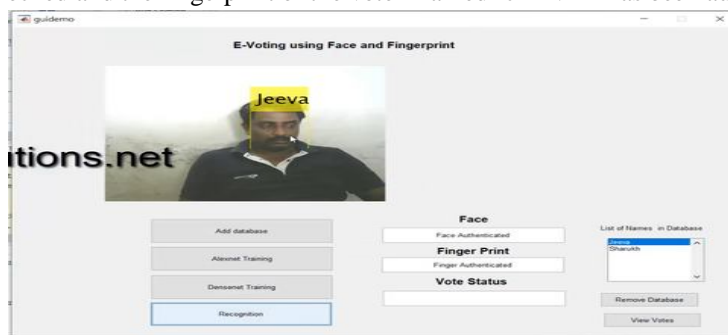 guidemo
E-Voting using Face and Fingerprint
Jeeva
itions.net
Add database
Alexnet Training
Densenet Training
Recognition
Face
Face Authenticated
Finger Print
Finger Authenticated
Vote Status
List of Names in Database
Jeeva
Sharukh
Remove Database
View Votes